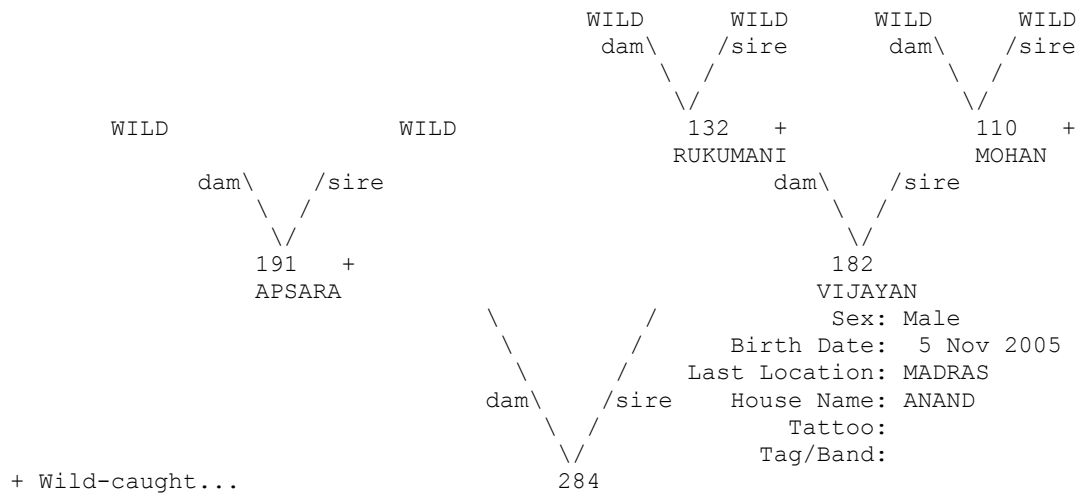 WILD WILD WILD WILD
dam\ /sire dam\ /sire
\ / \ /
\/ \/
WILD WILD 132 + 110 +
RUKUMANI MOHAN
dam\ /sire dam\ /sire
\ / \ /
\/ \/
191 + 182
APSARA VIJAYAN
\ / Sex: Male
\ / Birth Date: 5 Nov 2005
\ / Last Location: MADRAS
dam\ /sire House Name: ANAND
\ / Tattoo:
\/ Tag/Band:
+ Wild-caught... 284